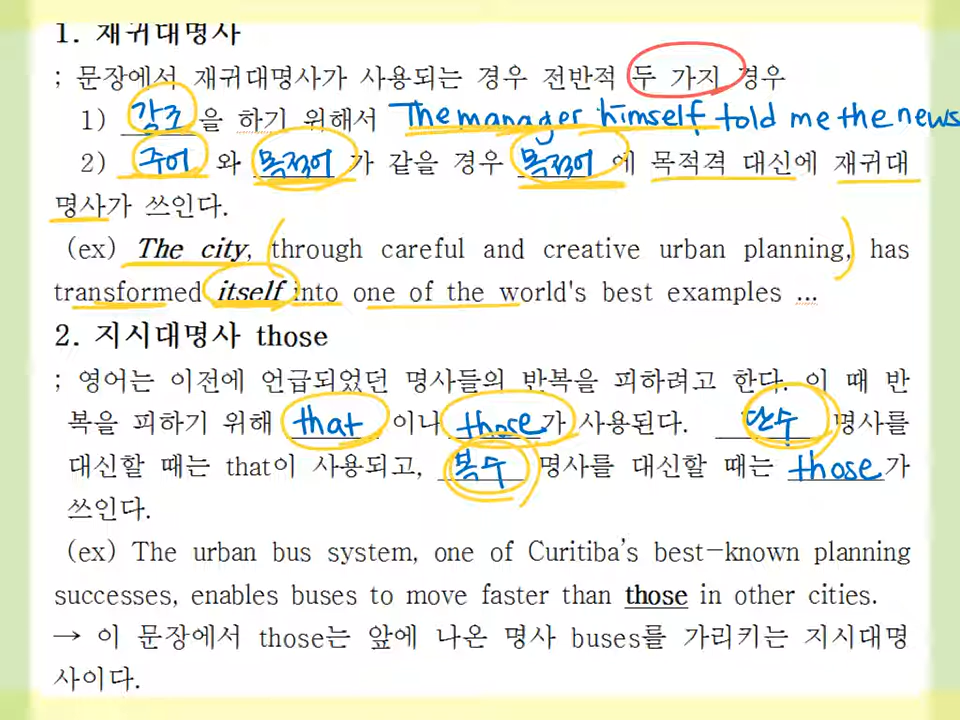 1. 재귀대명사
; 문장에서 재귀대명사가 사용되는 경우 전반적 두 가지 경우
1) 강조 을 하기 위해서 The manager himself told me the news
2) 주어 와 목적어 가 같을 경우 목적어 에 목적격 대신에 재귀대
명사가 쓰인다.
(ex) The city, through careful and creative urban planning, has
transformed itself into one of the world's best examples ...
2. 지시대명사 those
; 영어는 이전에 언급되었던 명사들의 반복을 피하려고 한다. 이 때 반
복을 피하기 위해 that 이나 those가 사용된다. 단수 명사를
대신할 때는 that이 사용되고, 복수 명사를 대신할 때는 those가
쓰인다.
(ex) The urban bus system, one of Curitiba's best-known planning
successes, enables buses to move faster than those in other cities.
→ 이 문장에서 those는 앞에 나온 명사 buses를 가리키는 지시대명
사이다.